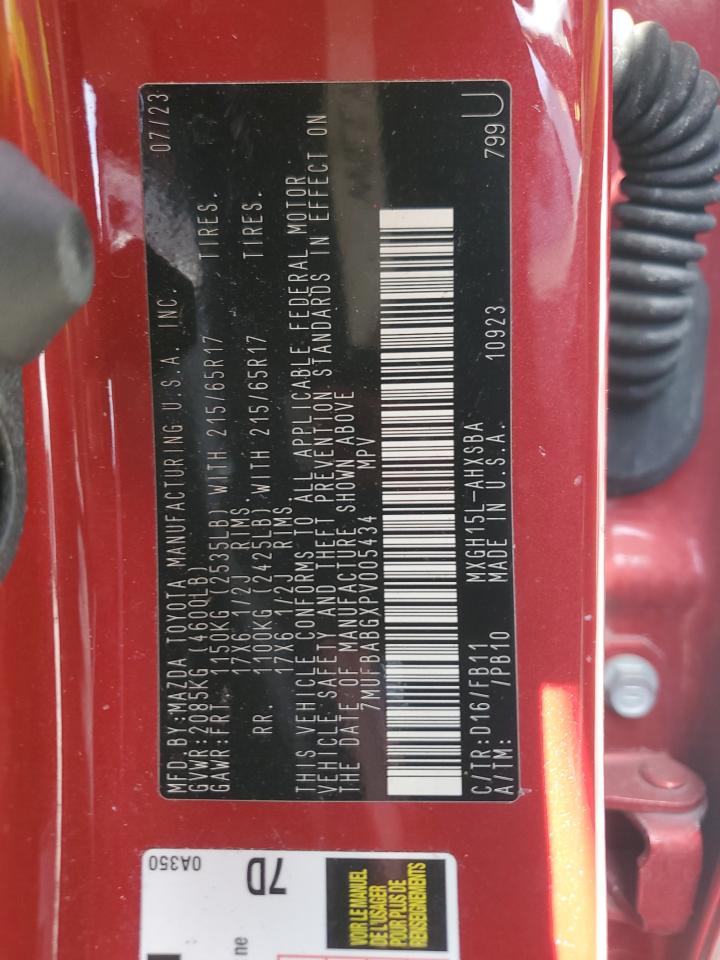 MFD.BY:MAZDA TOYOTA MANUFACTURING U.S.A. INC. 07/23
GVWR:2085KG (4600LB)
GAWR:FRT 1150KG (2535LB) WITH 215/65R17 TIRES.
17X6 1/2J RIMS.
RR. 1100KG (2425LB) WITH 215/65R17 TIRES.
17X6 1/2J RIMS.
THIS VEHICLE CONFORMS TO ALL APPLICABLE FEDERAL MOTOR
VEHICLE SAFETY AND THEFT PREVENTION STANDARDS IN EFFECT ON
THE DATE OF MANUFACTURE SHOWN ABOVE
7MUFBABGXPV005434 MPV
C/TR:D16/FB11 MXGH15L-AHXSBA 10923 799 U
A/TM: /PB10 MADE IN U.S.A.
0A350
7D
ne
VOIR LE MANUEL
DE L'USAGER
POUR PLUS DE
RENSEIGNEMENTS